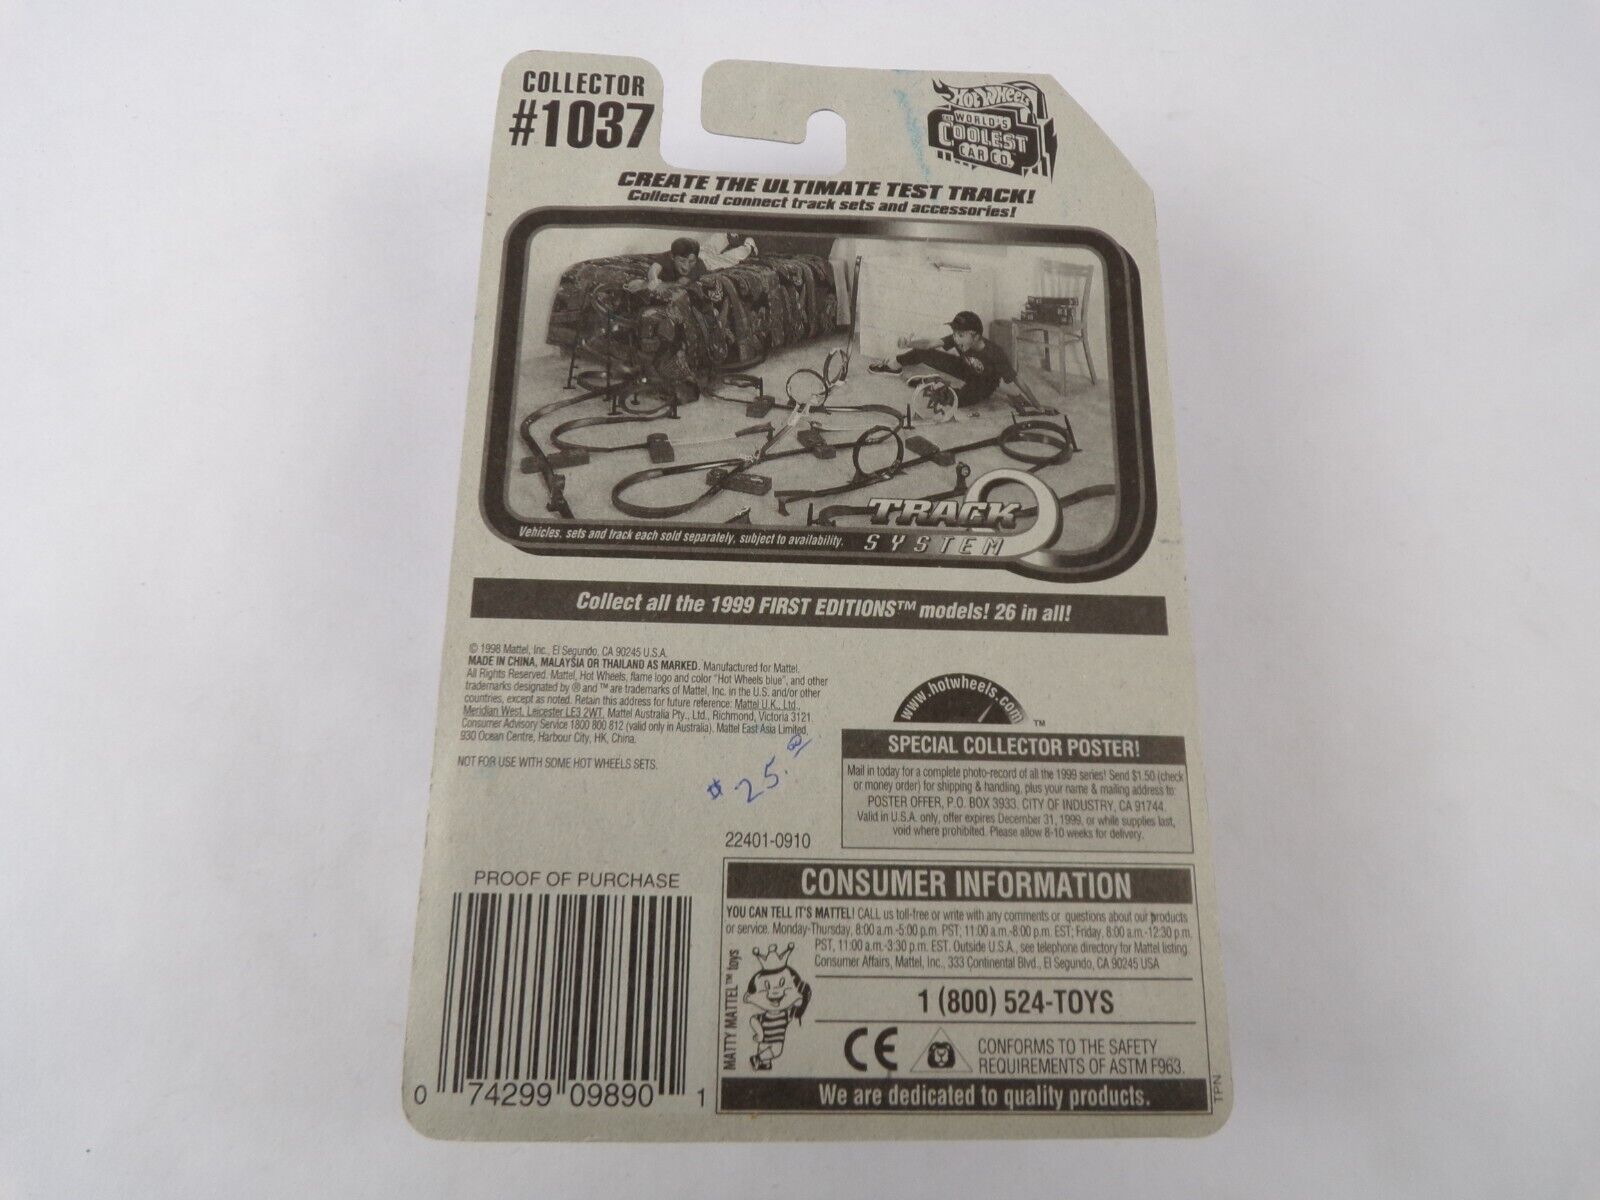 COLLECTOR
#1037
HOT WHEELS
THE WORLD'S
COOLEST
CAR CO.
CREATE THE ULTIMATE TEST TRACK!
Collect and connect track sets and accessories!
TRACK
SYSTEM
Vehicles, sets and track each sold separately, subject to availability.
Collect all the 1999 FIRST EDITIONS™ models! 26 in all!
© 1998 Mattel, Inc., El Segundo, CA 90245 U.S.A.
MADE IN CHINA, MALAYSIA OR THAILAND AS MARKED. Manufactured for Mattel.
All Rights Reserved. Mattel, Hot Wheels, flame logo and color "Hot Wheels blue", and other
trademarks designated by ® and ™ are trademarks of Mattel, Inc. in the U.S. and/or other
countries, except as noted. Retain this address for future reference: Mattel U.K., Ltd.,
Meridian West, Leicester LE3 2WT. Mattel Australia Pty., Ltd., Richmond, Victoria 3121.
Consumer Advisory Service 1800 800 812 (valid only in Australia). Mattel East Asia Limited,
930 Ocean Centre, Harbour City, HK, China.
NOT FOR USE WITH SOME HOT WHEELS SETS.
$25.00
22401-0910
www.hotwheels.com
™
SPECIAL COLLECTOR POSTER!
Mail in today for a complete photo-record of all the 1999 series! Send $1.50 (check
or money order) for shipping & handling, plus your name & mailing address to:
POSTER OFFER, P.O. BOX 3933, CITY OF INDUSTRY, CA 91744.
Valid in U.S.A. only, offer expires December 31, 1999, or while supplies last,
void where prohibited. Please allow 8-10 weeks for delivery.
PROOF OF PURCHASE
0 74299 09890 1
CONSUMER INFORMATION
YOU CAN TELL IT'S MATTEL! CALL us toll-free or write with any comments or questions about our products
or service. Monday-Thursday, 8:00 a.m.-5:00 p.m. PST; 11:00 a.m.-8:00 p.m. EST; Friday, 8:00 a.m.-12:30 p.m.
PST, 11:00 a.m.-3:30 p.m. EST. Outside U.S.A., see telephone directory for Mattel listing.
Consumer Affairs, Mattel, Inc., 333 Continental Blvd., El Segundo, CA 90245 USA
MATTY MATTEL™ toys
1 (800) 524-TOYS
CE
CONFORMS TO THE SAFETY
REQUIREMENTS OF ASTM F963.
We are dedicated to quality products.
TPN